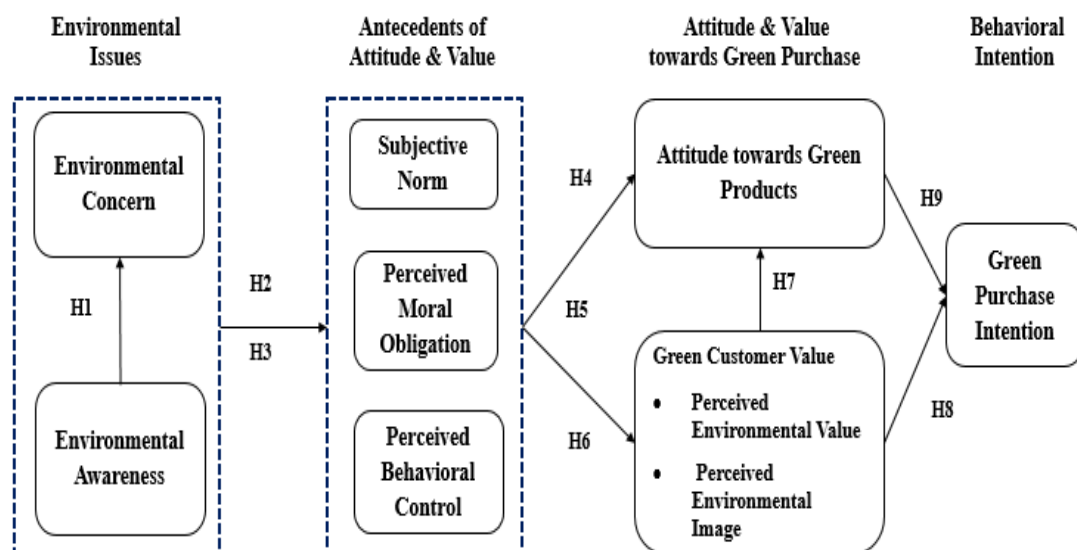 Environmental
Issues
Antecedents of
Attitude & Value
Attitude & Value
towards Green Purchase
Behavioral
Intention
Environmental
Concern
H1
Environmental
Awareness
H2
H3
Subjective
Norm
Perceived
Moral
Obligation
Perceived
Behavioral
Control
H4
H5
H6
Attitude towards Green
Products
H7
Green Customer Value
● Perceived
Environmental Value
● Perceived
Environmental
Image
H9
H8
Green
Purchase
Intention